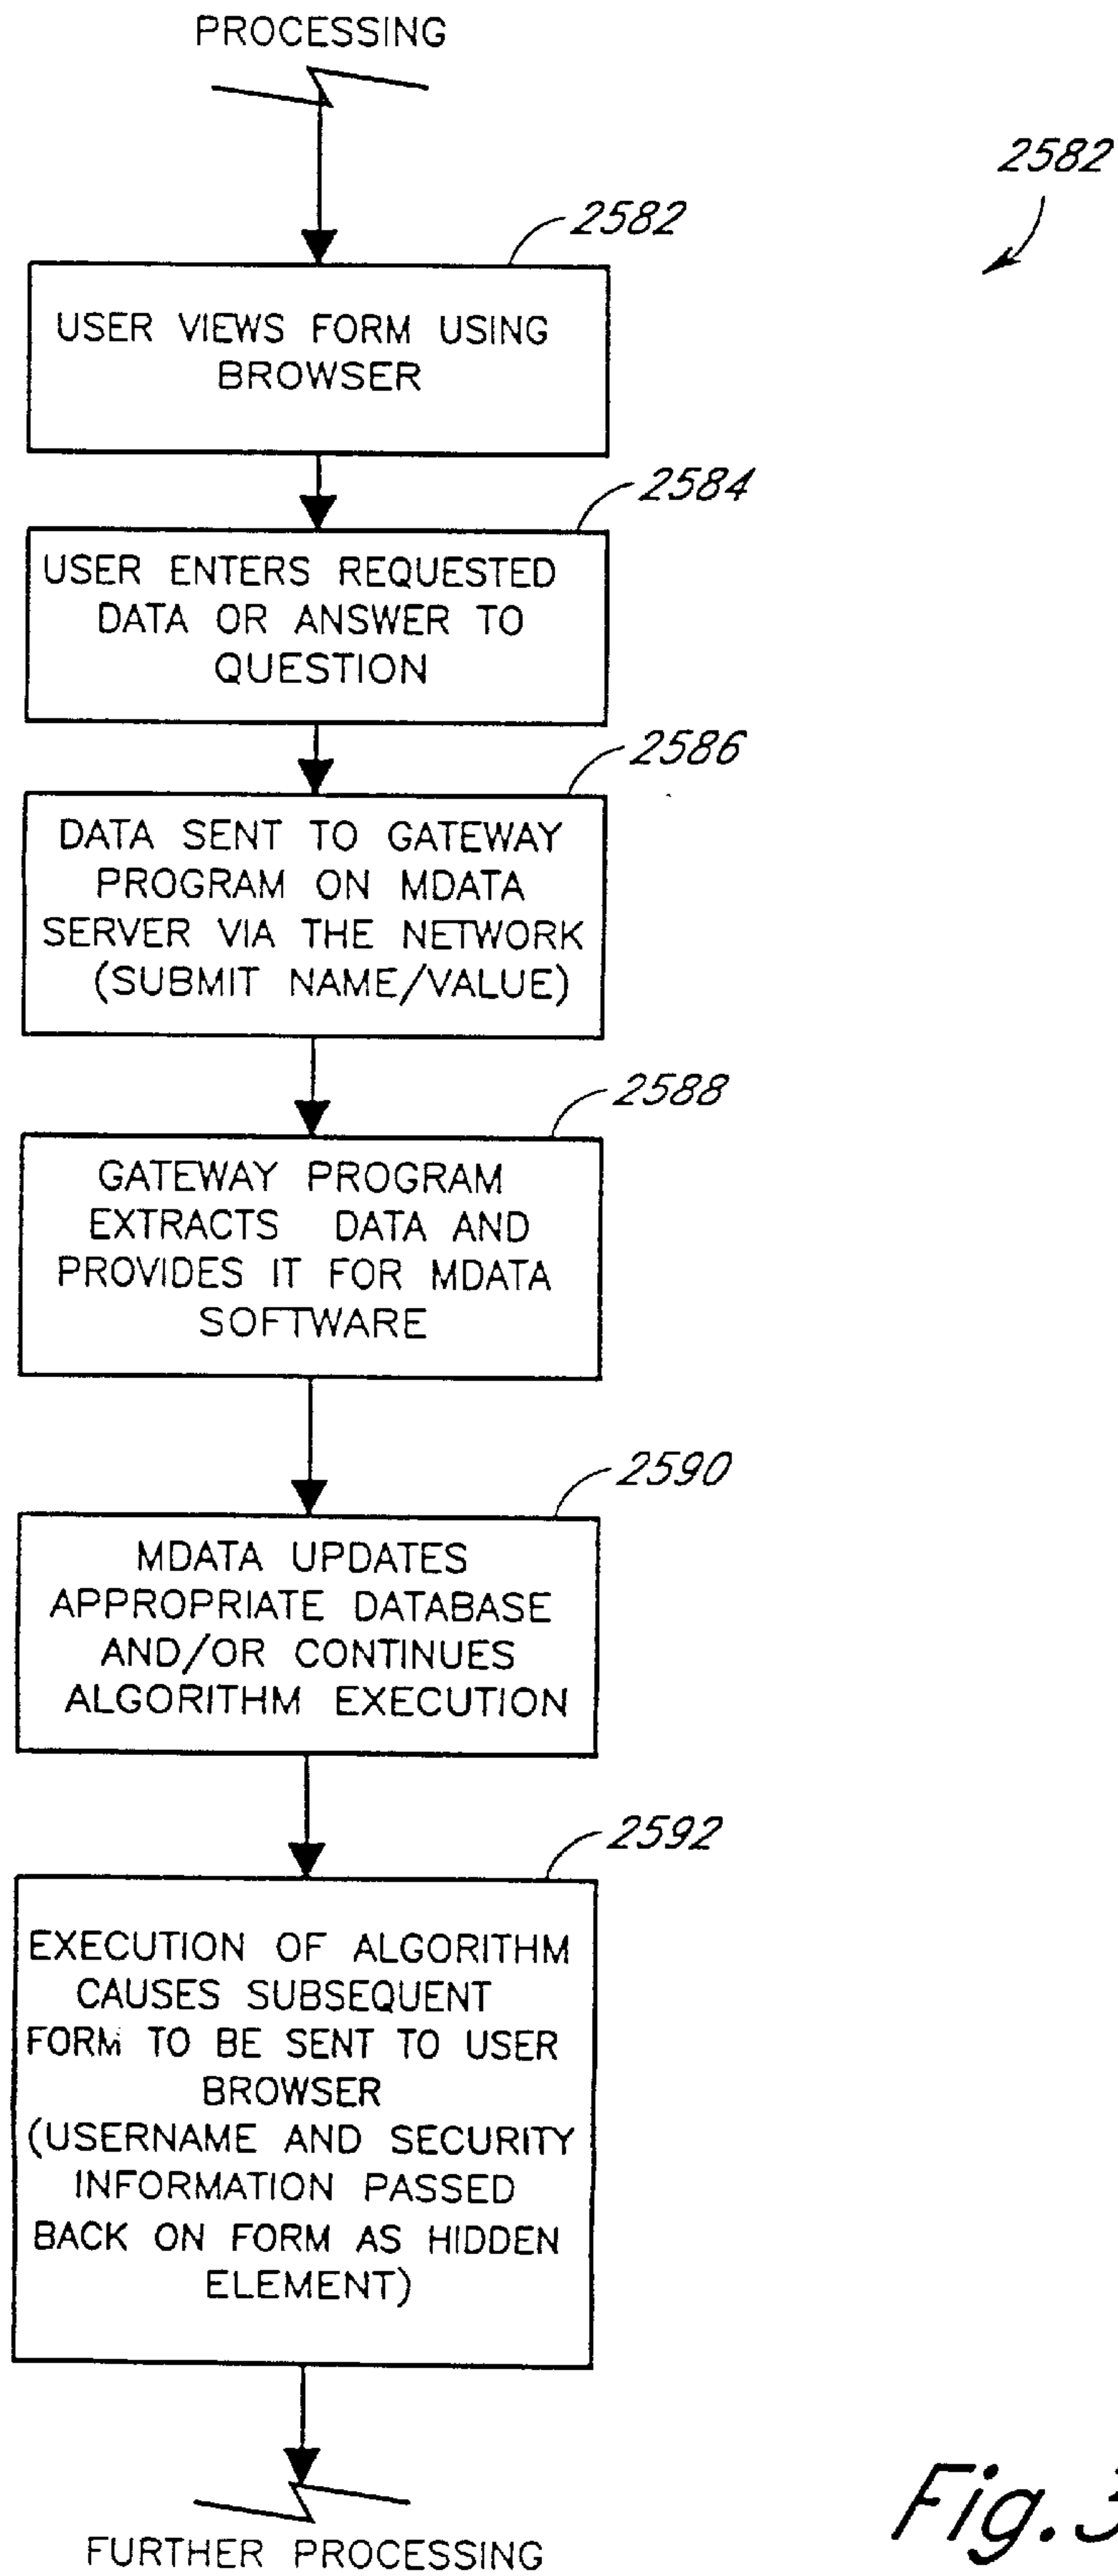 PROCESSING
2582
2582
USER VIEWS FORM USING
BROWSER
2584
USER ENTERS REQUESTED
DATA OR ANSWER TO
QUESTION
2586
DATA SENT TO GATEWAY
PROGRAM ON MDATA
SERVER VIA THE NETWORK
(SUBMIT NAME/VALUE)
2588
GATEWAY PROGRAM
EXTRACTS DATA AND
PROVIDES IT FOR MDATA
SOFTWARE
2590
MDATA UPDATES
APPROPRIATE DATABASE
AND/OR CONTINUES
ALGORITHM EXECUTION
2592
EXECUTION OF ALGORITHM
CAUSES SUBSEQUENT
FORM TO BE SENT TO USER
BROWSER
(USERNAME AND SECURITY
INFORMATION PASSED
BACK ON FORM AS HIDDEN
ELEMENT)
FURTHER PROCESSING
Fig.